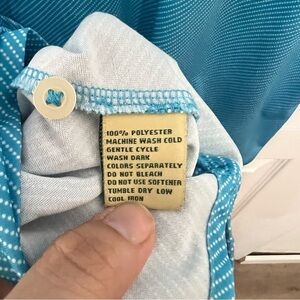 100% POLYESTER
MACHINE WASH COLD
GENTLE CYCLE
WASH DARK
COLORS SEPARATELY
DO NOT BLEACH
DO NOT USE SOFTENER
TUMBLE DRY LOW
COOL IRON